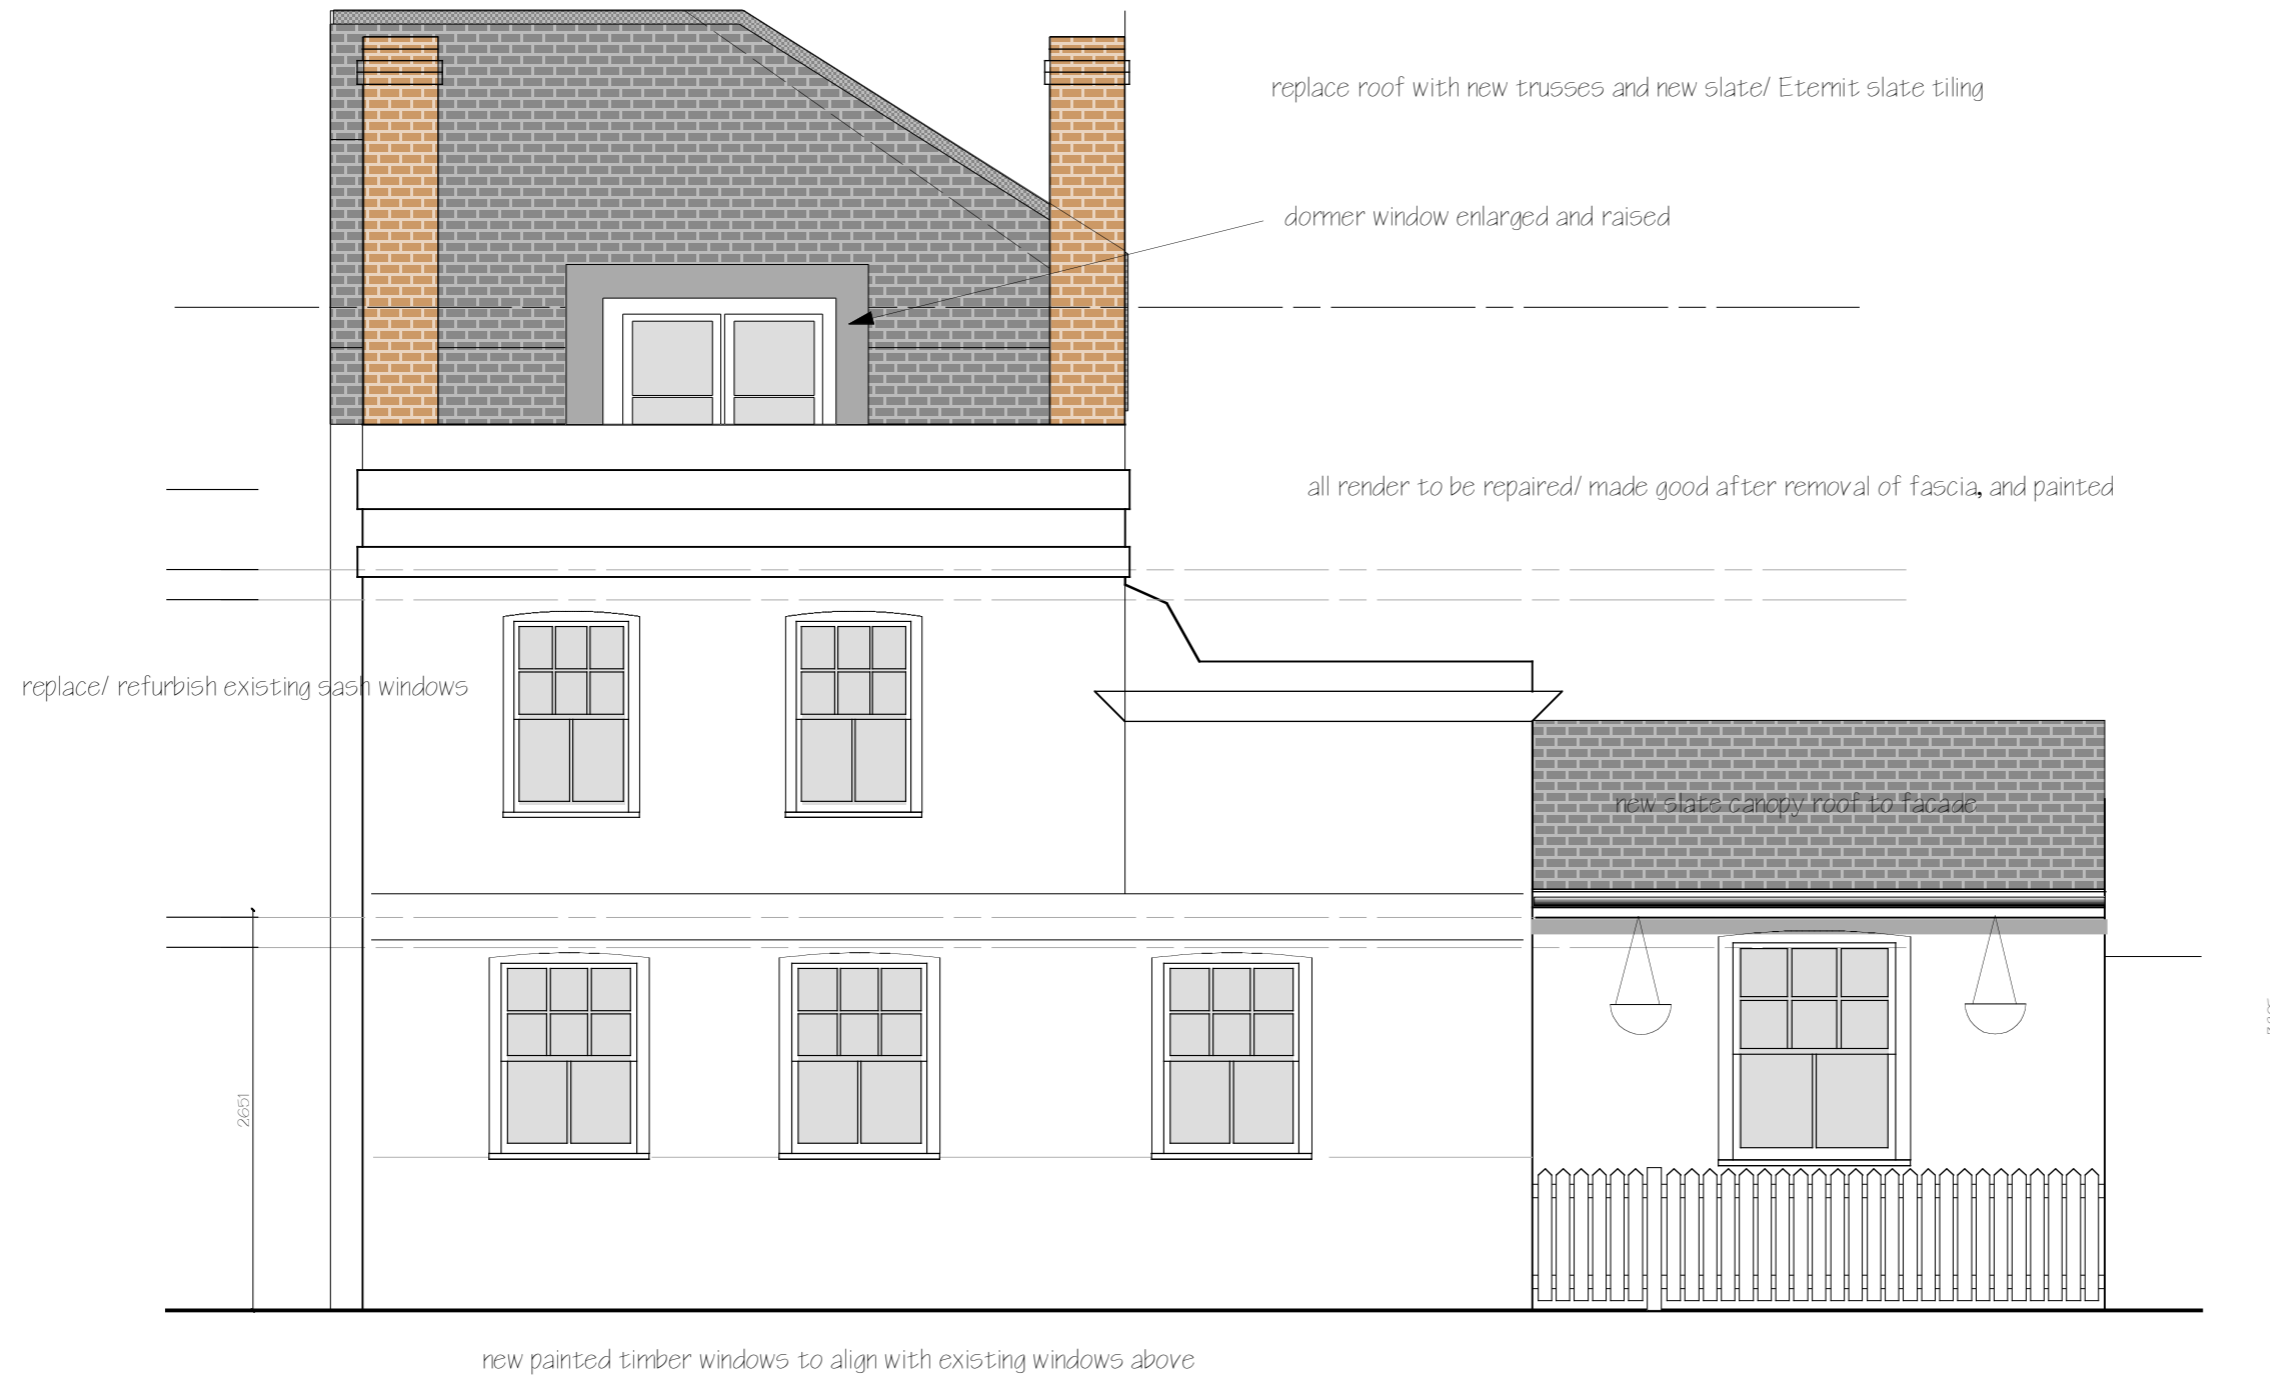 replace roof with new trusses and new slate/ Eternit slate tiling
dormer window enlarged and raised
all render to be repaired/ made good after removal of fascia, and painted
replace/ refurbish existing sash windows
new slate canopy roof to facade
2651
new painted timber windows to align with existing windows above